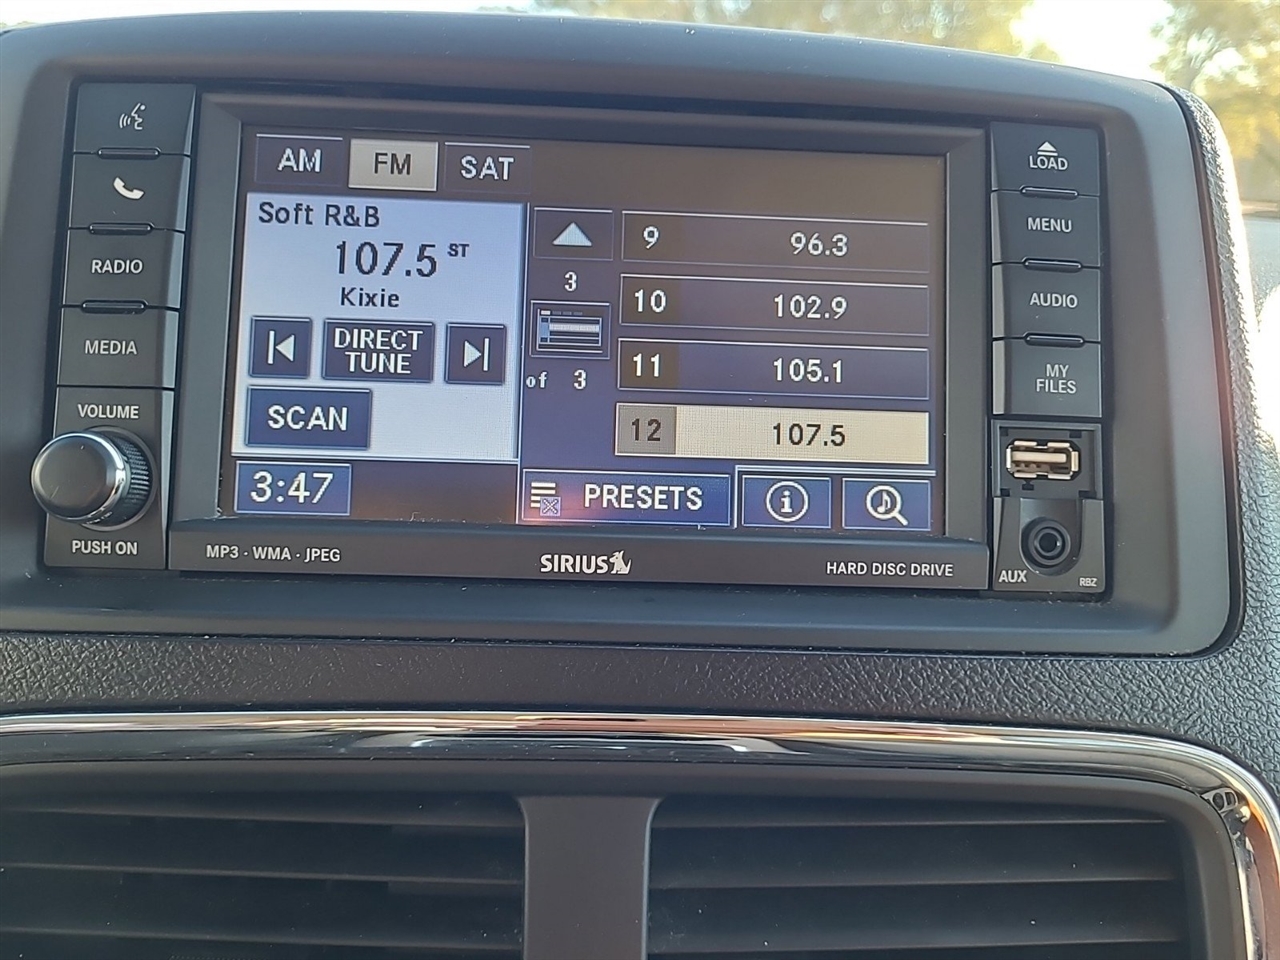 AM FM SAT
Soft R&B
107.5 ST
Kixie
DIRECT
TUNE
SCAN
3:47
3
of 3
9 96.3
10 102.9
11 105.1
12 107.5
PRESETS
i
RADIO
MEDIA
VOLUME
PUSH ON
LOAD
MENU
AUDIO
MY
FILES
AUX
RBZ
MP3 · WMA · JPEG
SIRIUS
HARD DISC DRIVE